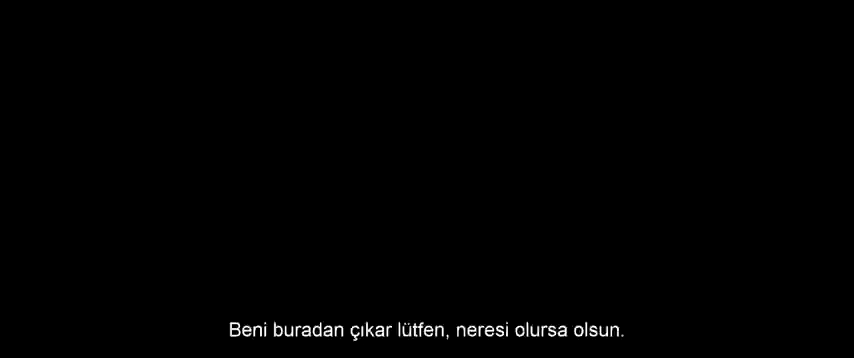 Beni buradan çıkar lütfen, neresi olursa olsun.